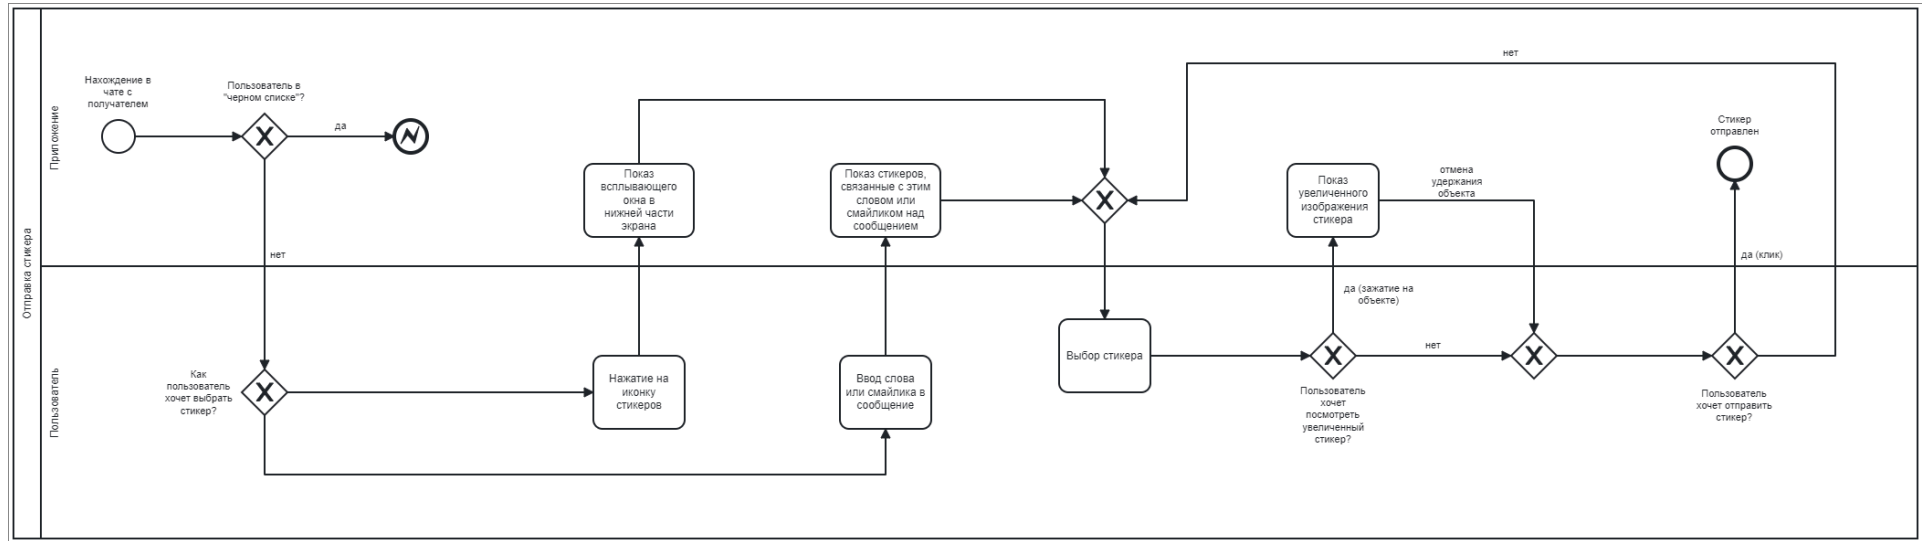 Отправка стикера
Приложение
Нахождение в
чате с
получателем
Пользователь в
"черном списке"?
да
нет
Показ
всплывающего
окна в
нижней части
экрана
Показ стикеров,
связанные с этим
словом или
смайликом над
сообщением
Показ
увеличенного
изображения
стикера
отмена
удержания
объекта
нет
Стикер
отправлен
да (клик)
Пользователь
Как
пользователь
хочет выбрать
стикер?
Нажатие на
иконку
стикеров
Ввод слова
или смайлика в
сообщение
Выбор стикера
да (зажатие на
объекте)
нет
Пользователь
хочет
посмотреть
увеличенный
стикер?
Пользователь
хочет отправить
стикер?